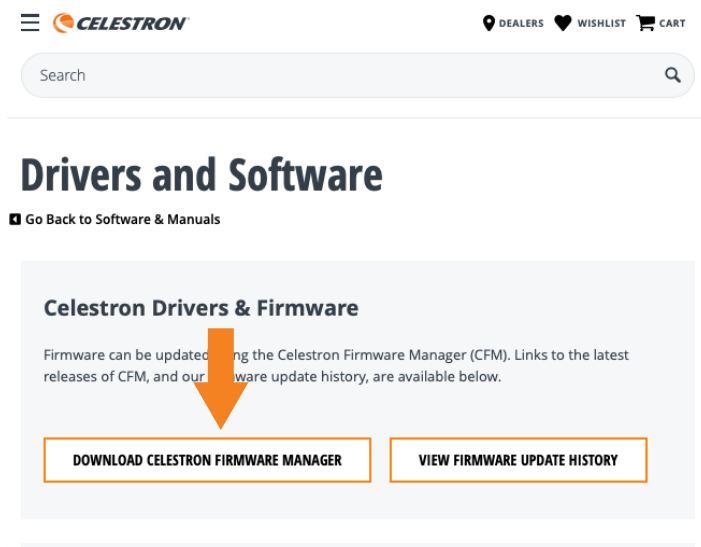 CELESTRON
DEALERS
WISHLIST
CART
Search
Drivers and Software
Go Back to Software & Manuals
Celestron Drivers & Firmware
Firmware can be updated the Celestron Firmware Manager (CFM). Links to the latest
releases of CFM, and our update history, are available below.
DOWNLOAD CELESTRON FIRMWARE MANAGER
VIEW FIRMWARE UPDATE HISTORY